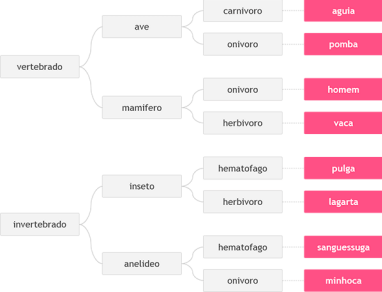 carnivoro
aguia
ave
onivoro
pomba
vertebrado
onivoro
homem
mamifero
herbivoro
vaca
hematofago
pulga
inseto
herbivoro
lagarta
invertebrado
hematofago
sanguessuga
anelideo
onivoro
minhoca